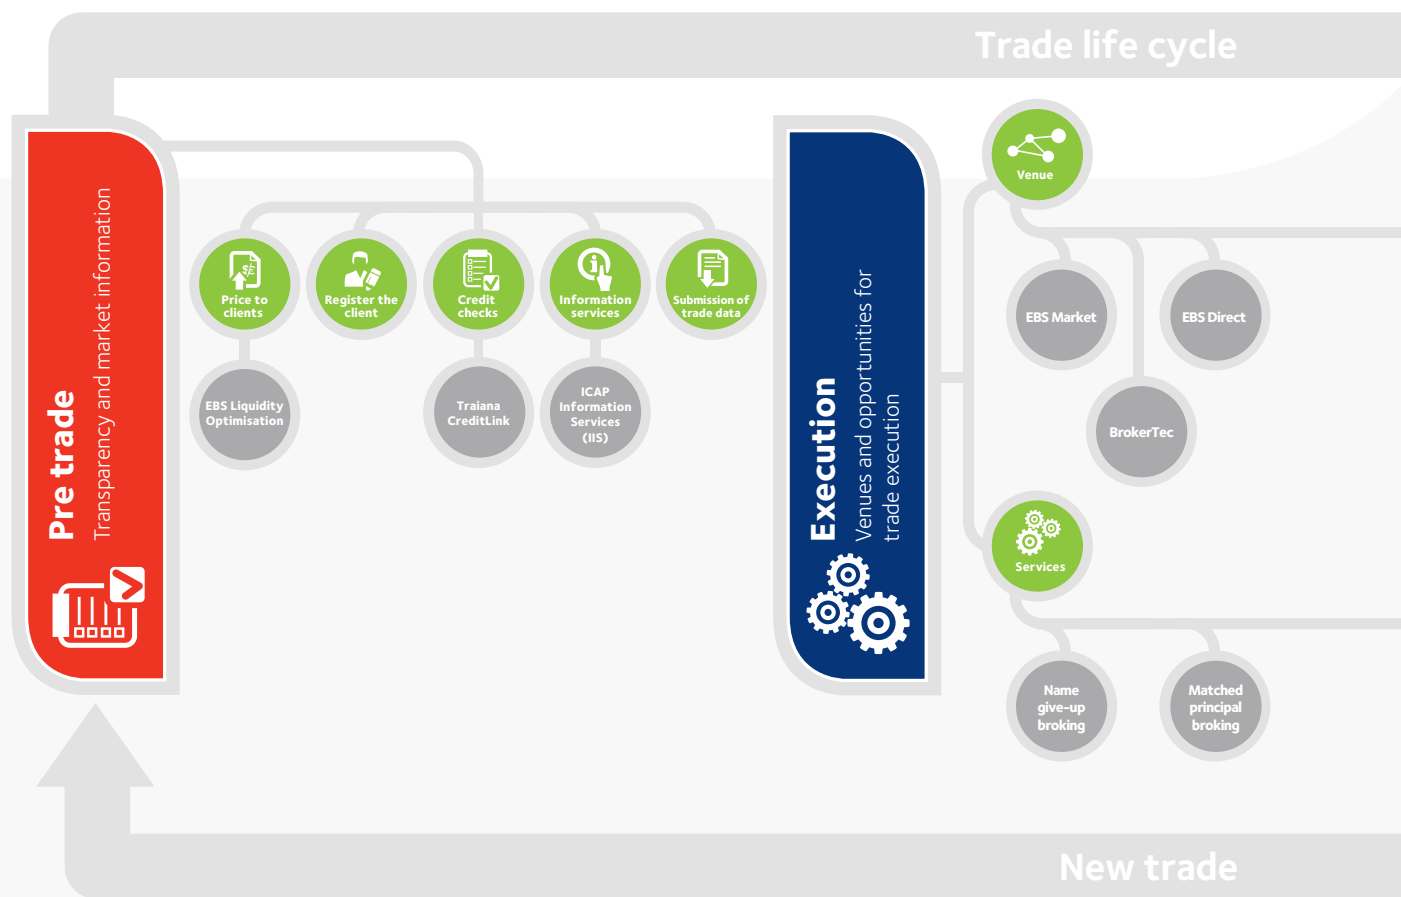 Trade life cycle
Pre trade
Transparency and market information
Price to
clients
Register the
client
Credit
checks
Information
services
Submission of
trade data
EBS Liquidity
Optimisation
Traiana
CreditLink
ICAP
Information
Services
(IIS)
Execution
Venues and opportunities for
trade execution
Venue
EBS Market
EBS Direct
BrokerTec
Services
Name
give-up
broking
Matched
principal
broking
New trade